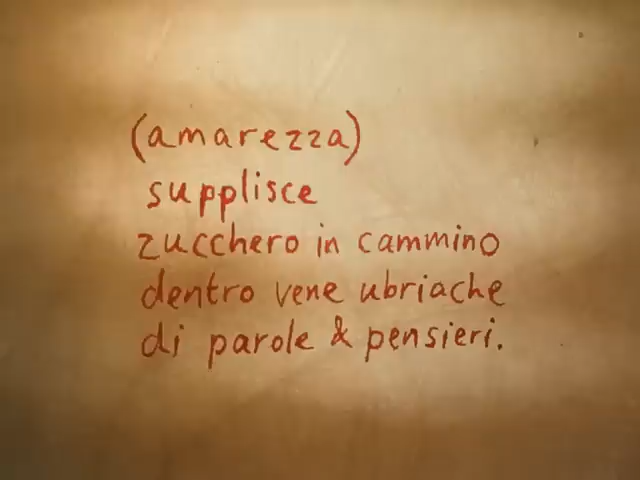 (amarezza)
supplisce
zucchero in cammino
dentro vene ubriache
di parole & pensieri.